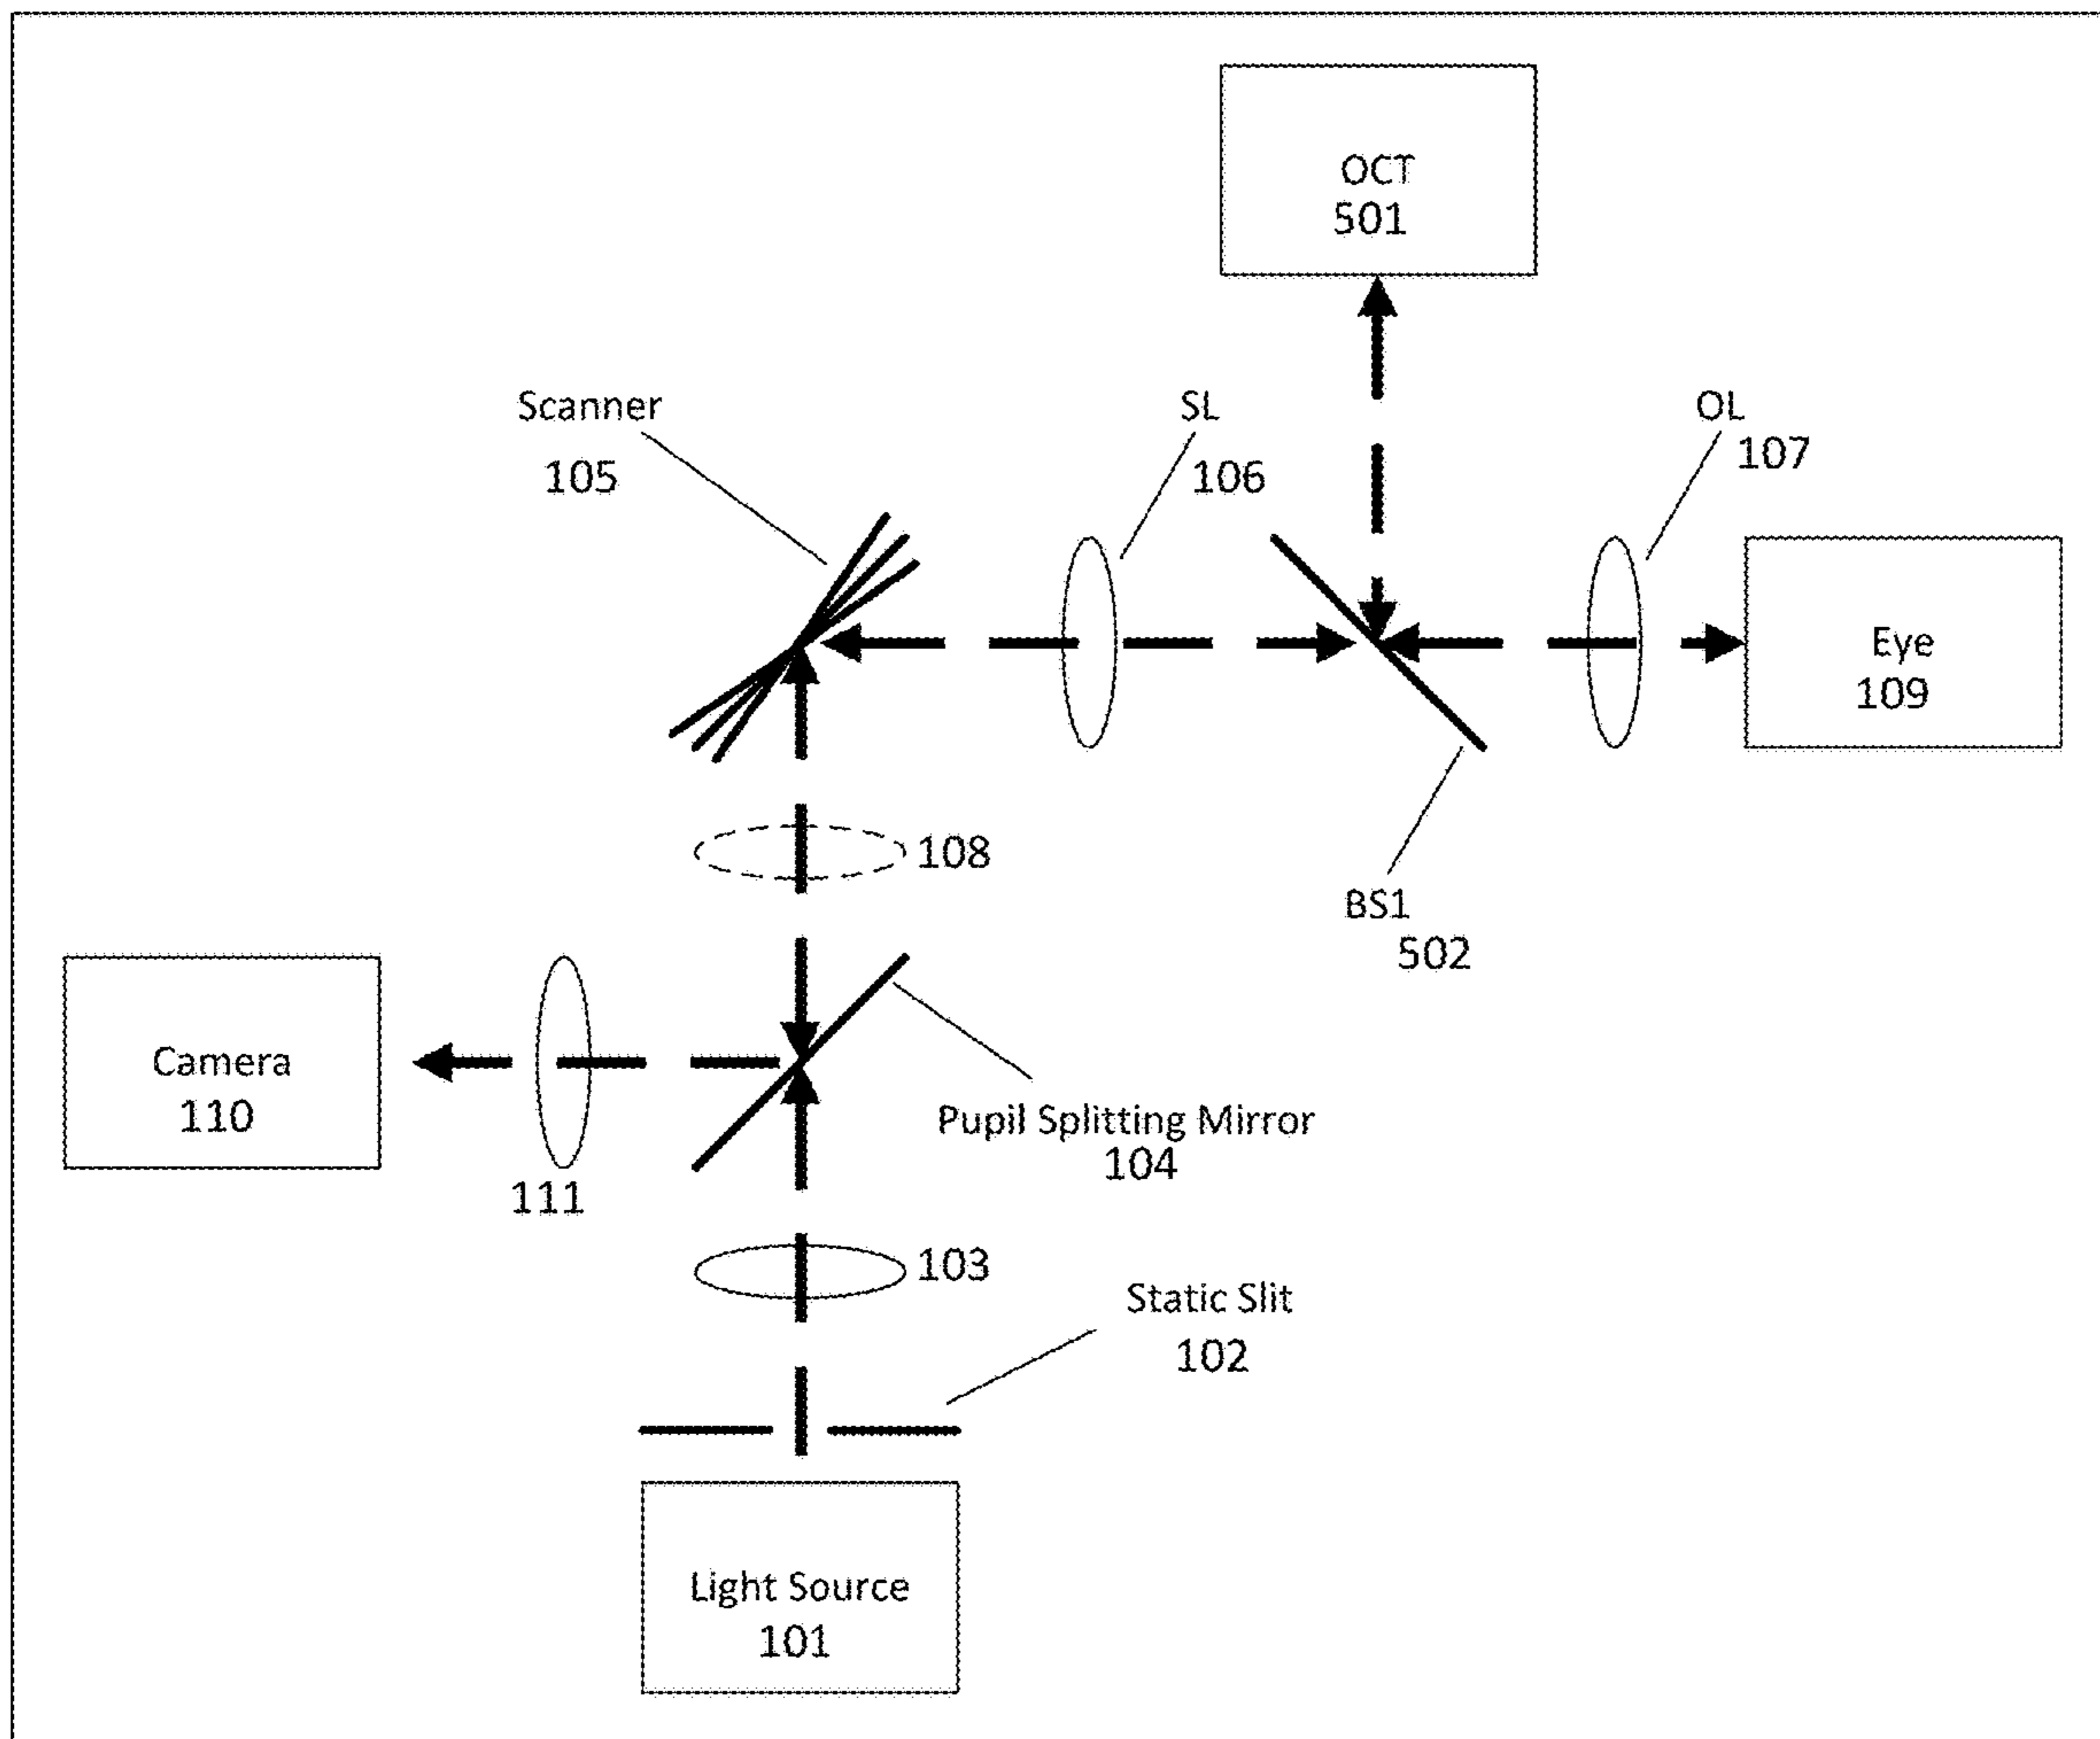 OCT
501
Scanner
105
SL
106
OL
107
Eye
109
108
BS1
502
Camera
110
111
Pupil Splitting Mirror
104
103
Static Slit
102
Light Source
101